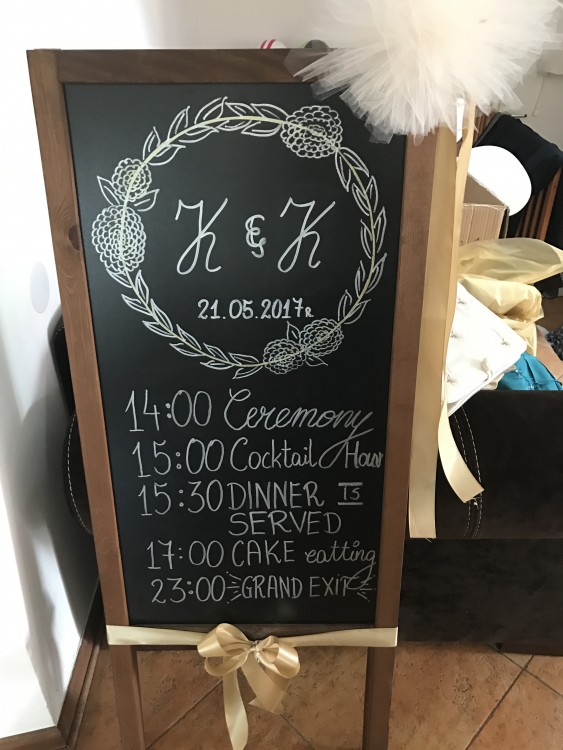 K & K
21.05.2017r.
14:00 Ceremony
15:00 Cocktail Hour
15:30 DINNER IS
SERVED
17:00 CAKE eatting
23:00 GRAND EXIT